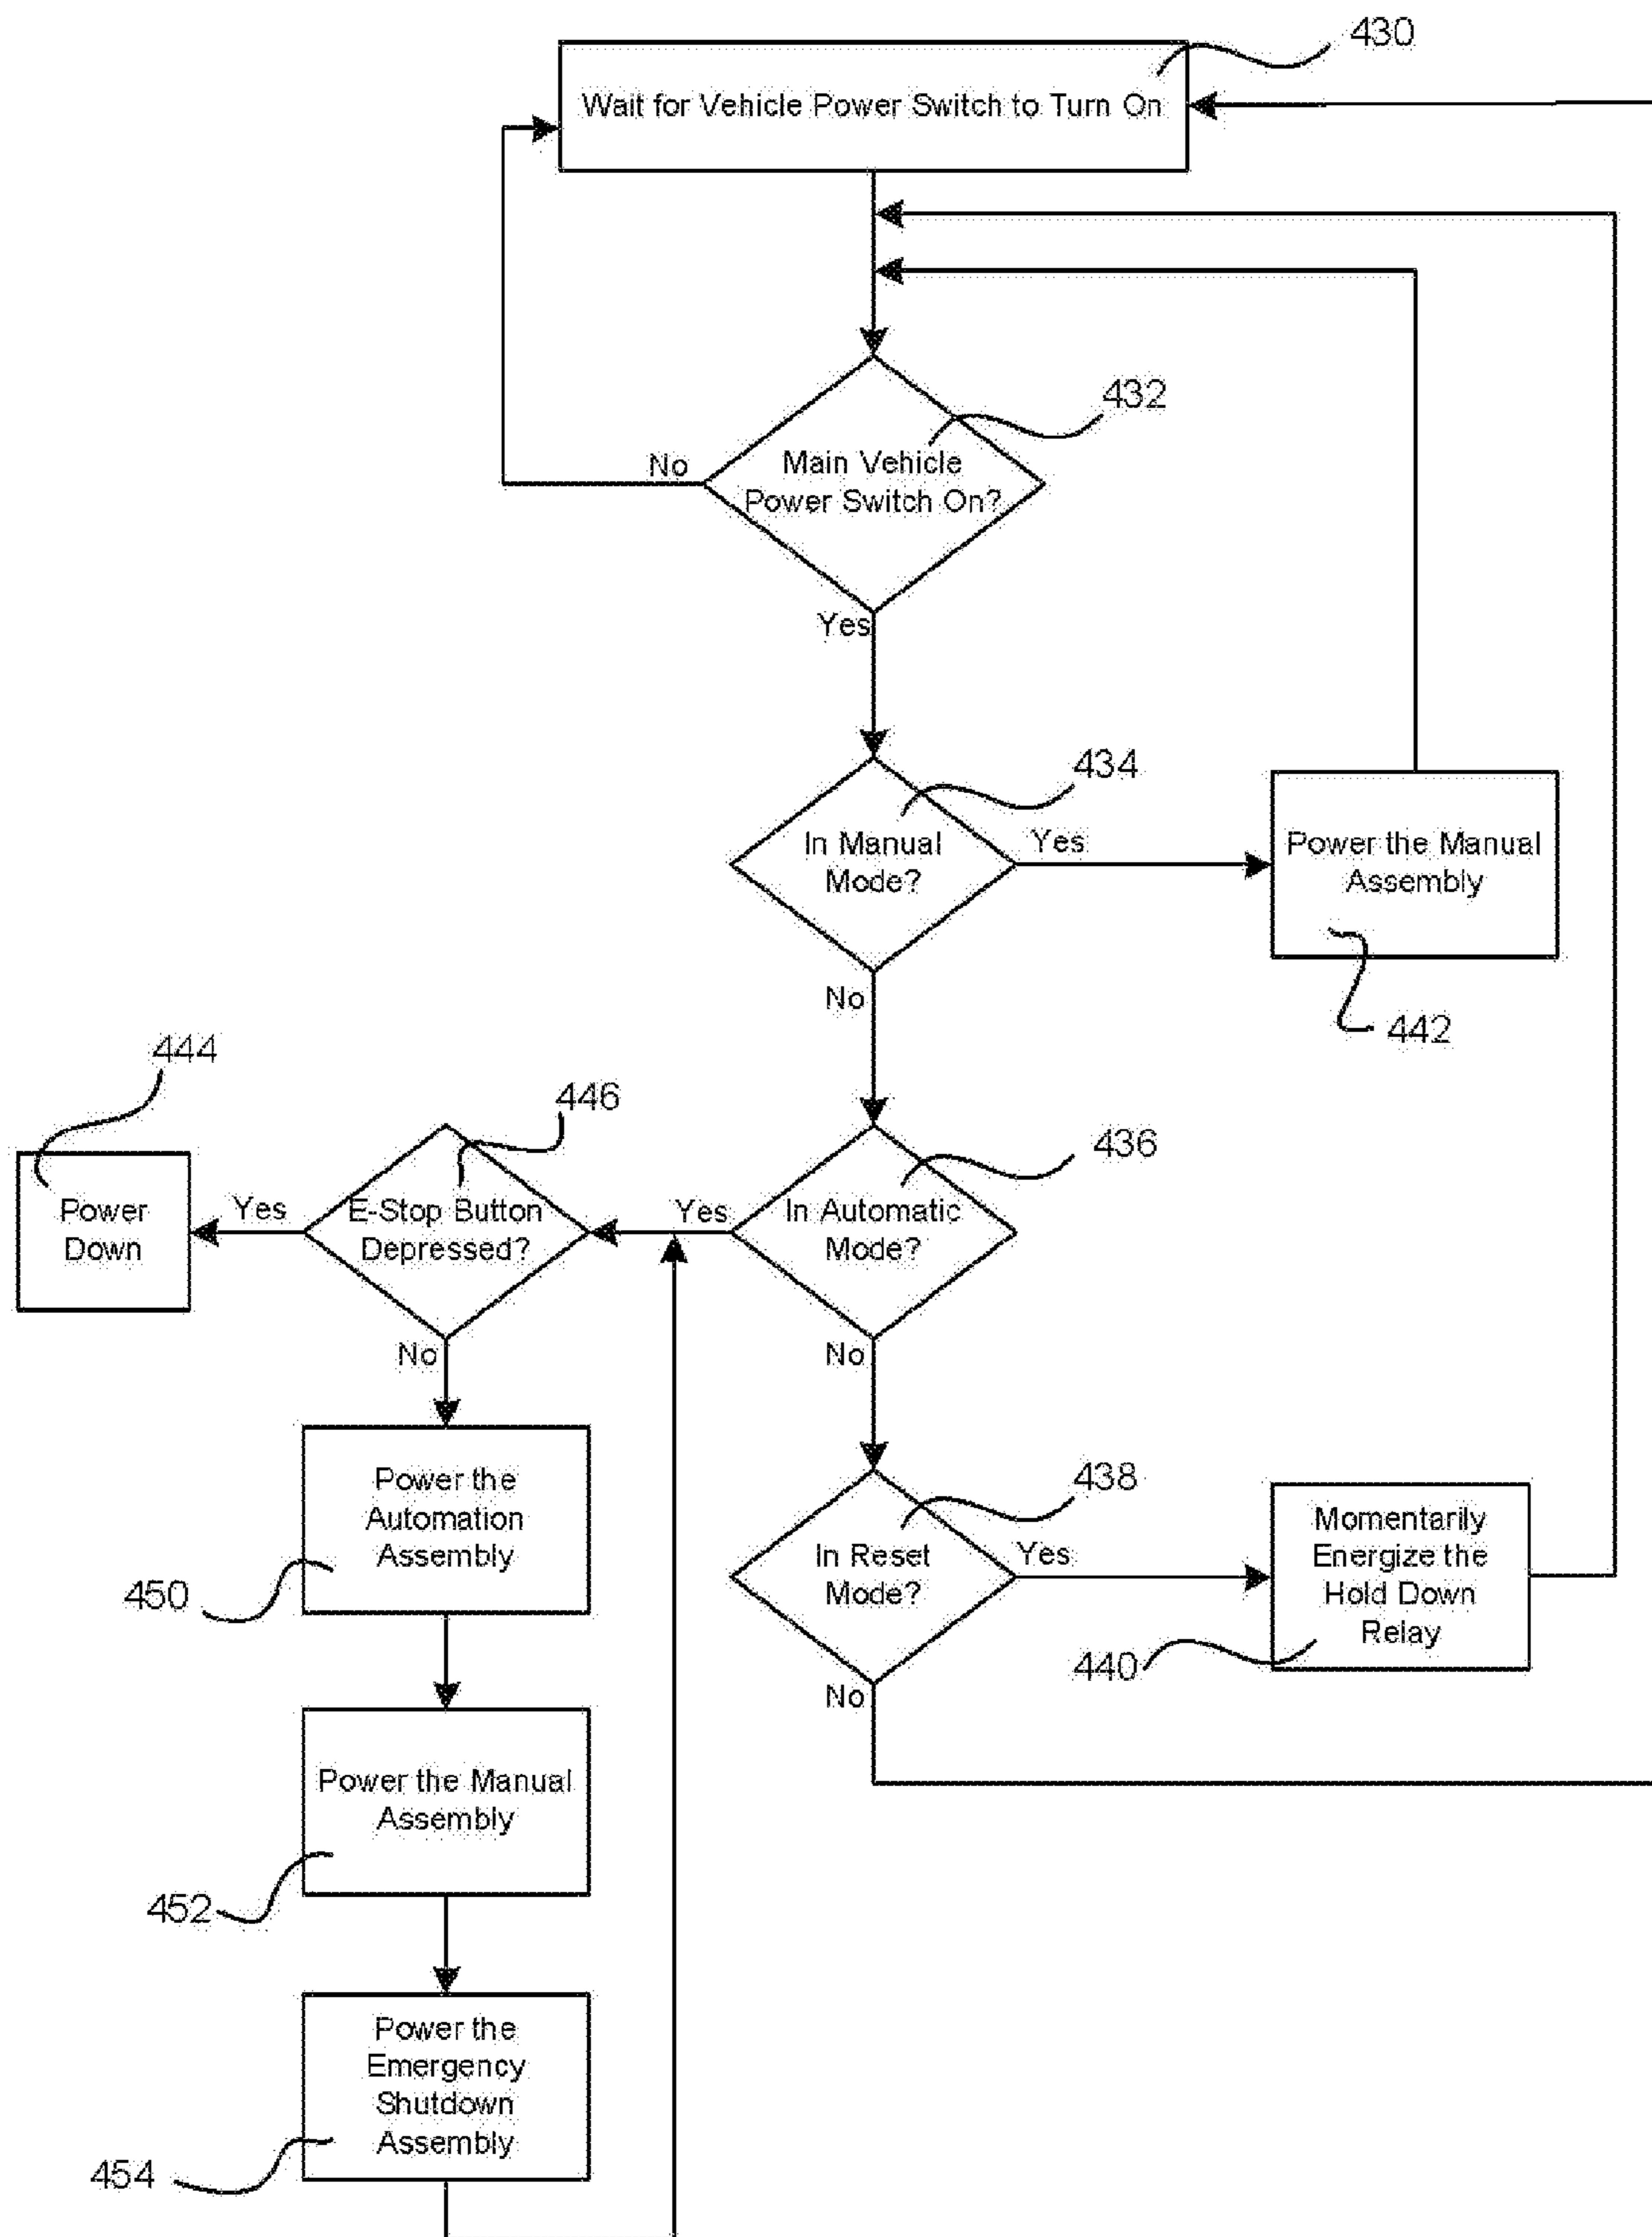 430
Wait for Vehicle Power Switch to Turn On
432
Main Vehicle
Power Switch On?
No
Yes
434
In Manual
Mode?
Yes
Power the Manual
Assembly
442
No
444
446
436
Power
Down
Yes
E-Stop Button
Depressed?
Yes
In Automatic
Mode?
No
No
Power the
Automation
Assembly
450
438
In Reset
Mode?
Yes
Momentarily
Energize the
Hold Down
Relay
440
No
Power the Manual
Assembly
452
Power the
Emergency
Shutdown
Assembly
454